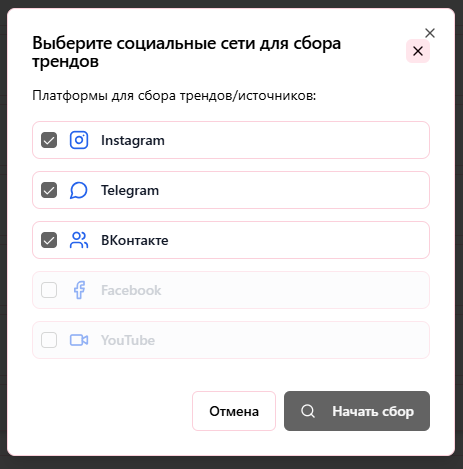 Выберите социальные сети для сбора
трендов
Платформы для сбора трендов/источников:
Instagram
Telegram
ВКонтакте
Facebook
YouTube
Отмена
Начать сбор